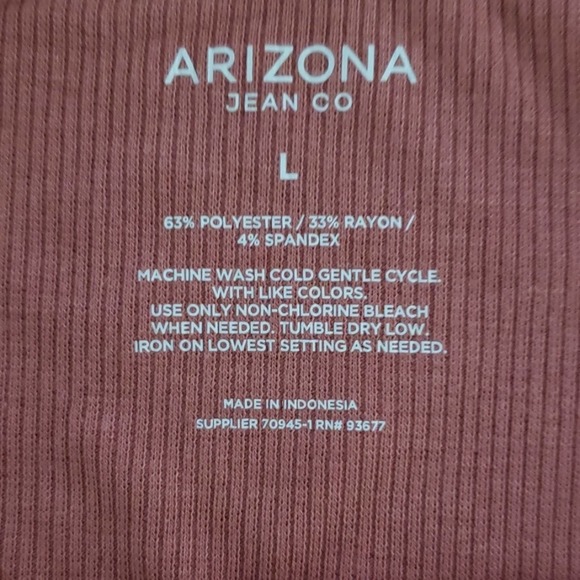 ARIZONA
JEAN CO
L
63% POLYESTER / 33% RAYON /
4% SPANDEX
MACHINE WASH COLD GENTLE CYCLE.
WITH LIKE COLORS.
USE ONLY NON-CHLORINE BLEACH
WHEN NEEDED. TUMBLE DRY LOW.
IRON ON LOWEST SETTING AS NEEDED.
MADE IN INDONESIA
SUPPLIER 70945-1 RN# 93677